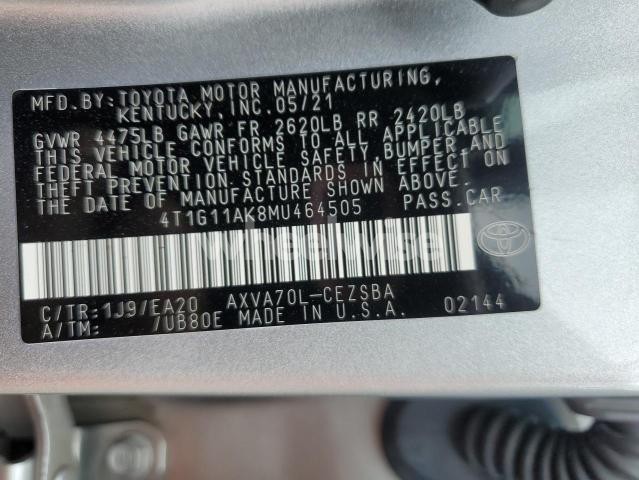 MFD.BY:TOYOTA MOTOR MANUFACTURING,
KENTUCKY,INC.05/21
GVWR 4475LB GAWR FR 2620LB RR 2420LB
THIS VEHICLE CONFORMS TO ALL APPLICABLE
FEDERAL MOTOR VEHICLE SAFETY,BUMPER,AND
THEFT PREVENTION STANDARDS IN EFFECT ON
THE DATE OF MANUFACTURE SHOWN ABOVE.
4T1G11AK8MU464505 PASS.CAR
wheelwise
C/TR:1J9/EA20 AXVA70L-CEZSBA
A/TM: /UB80E MADE IN U.S.A. 02144